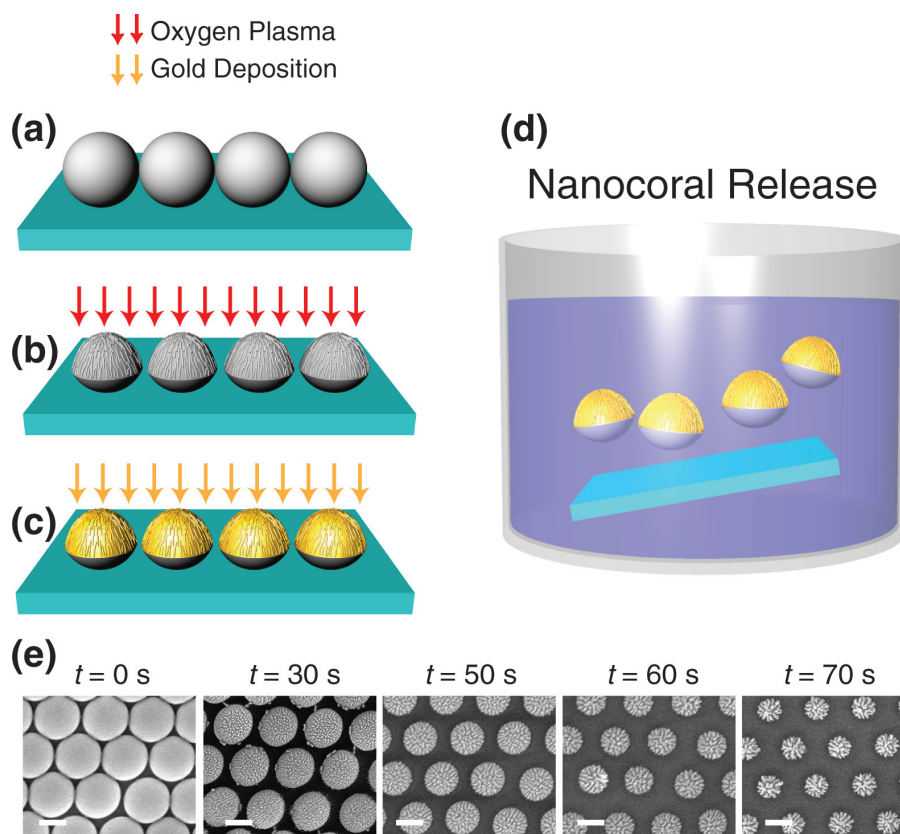 Oxygen Plasma
Gold Deposition
(a)
(b)
(c)
(d)
Nanocoral Release
(e)
t = 0 s
t = 30 s
t = 50 s
t = 60 s
t = 70 s